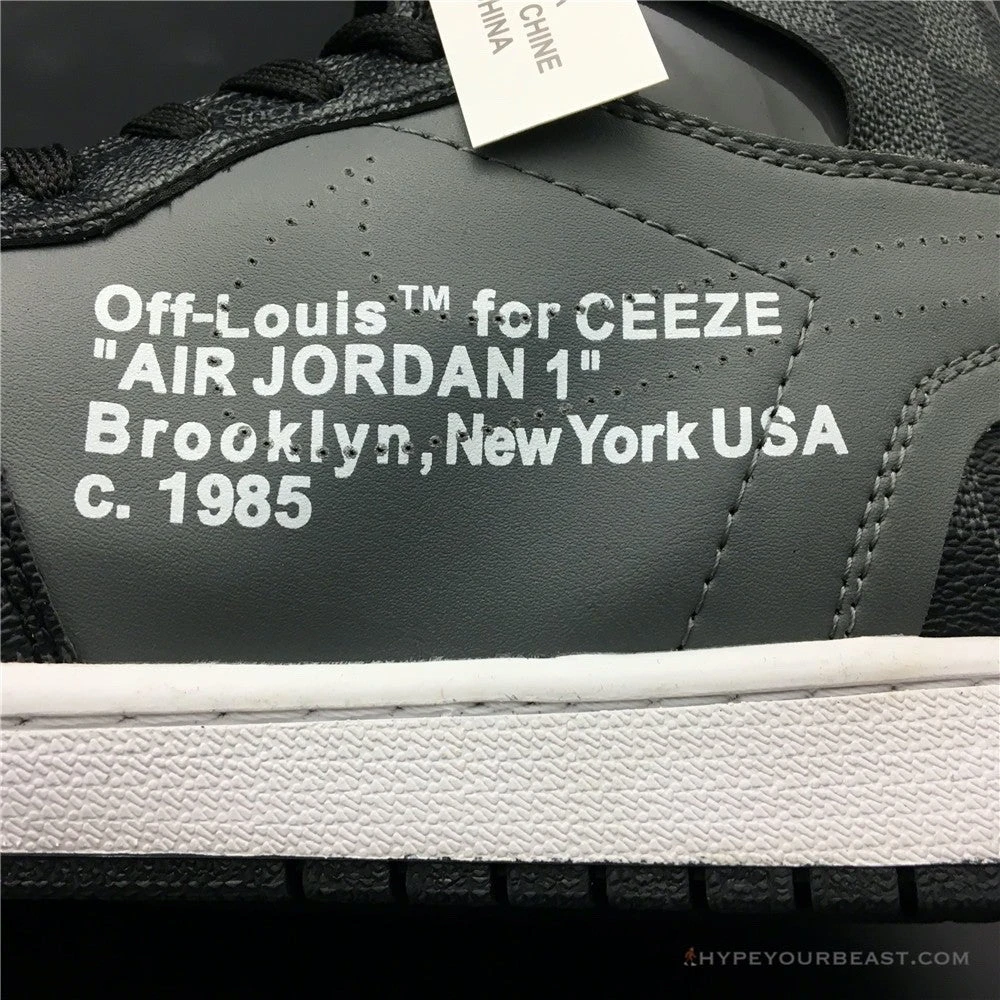 CHINE
CHINA
Off-Louis™ for CEEZE
"AIR JORDAN 1"
Brooklyn, New York USA
c. 1985
HYPEYOURBEAST.COM